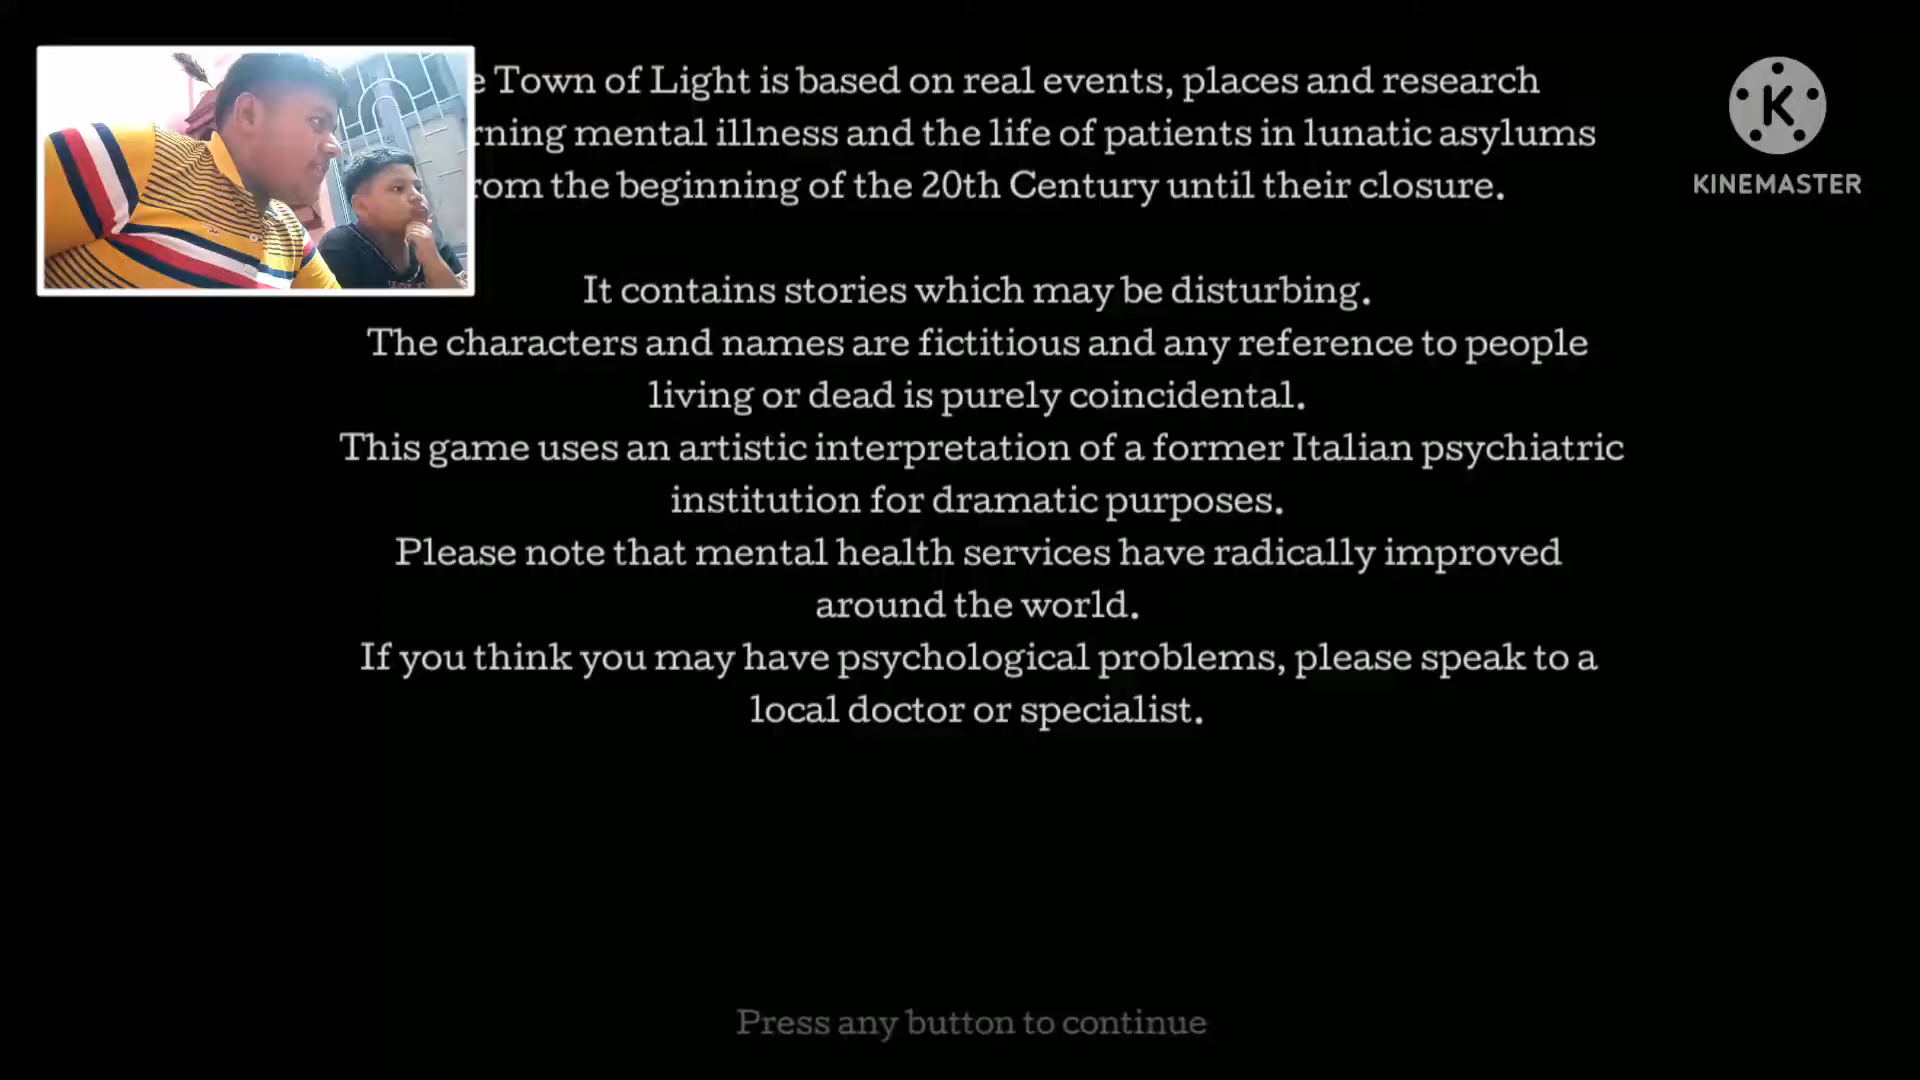 Town of Light is based on real events, places and research
mental illness and the life of patients in lunatic asylums
the beginning of the 20th Century until their closure.
It contains stories which may be disturbing.
The characters and names are fictitious and any reference to people
living or dead is purely coincidental.
This game uses an artistic interpretation of a former Italian psychiatric
institution for dramatic purposes.
Please note that mental health services have radically improved
around the world.
If you think you may have psychological problems, please speak to a
local doctor or specialist.
Press any button to continue
K
KINEMASTER